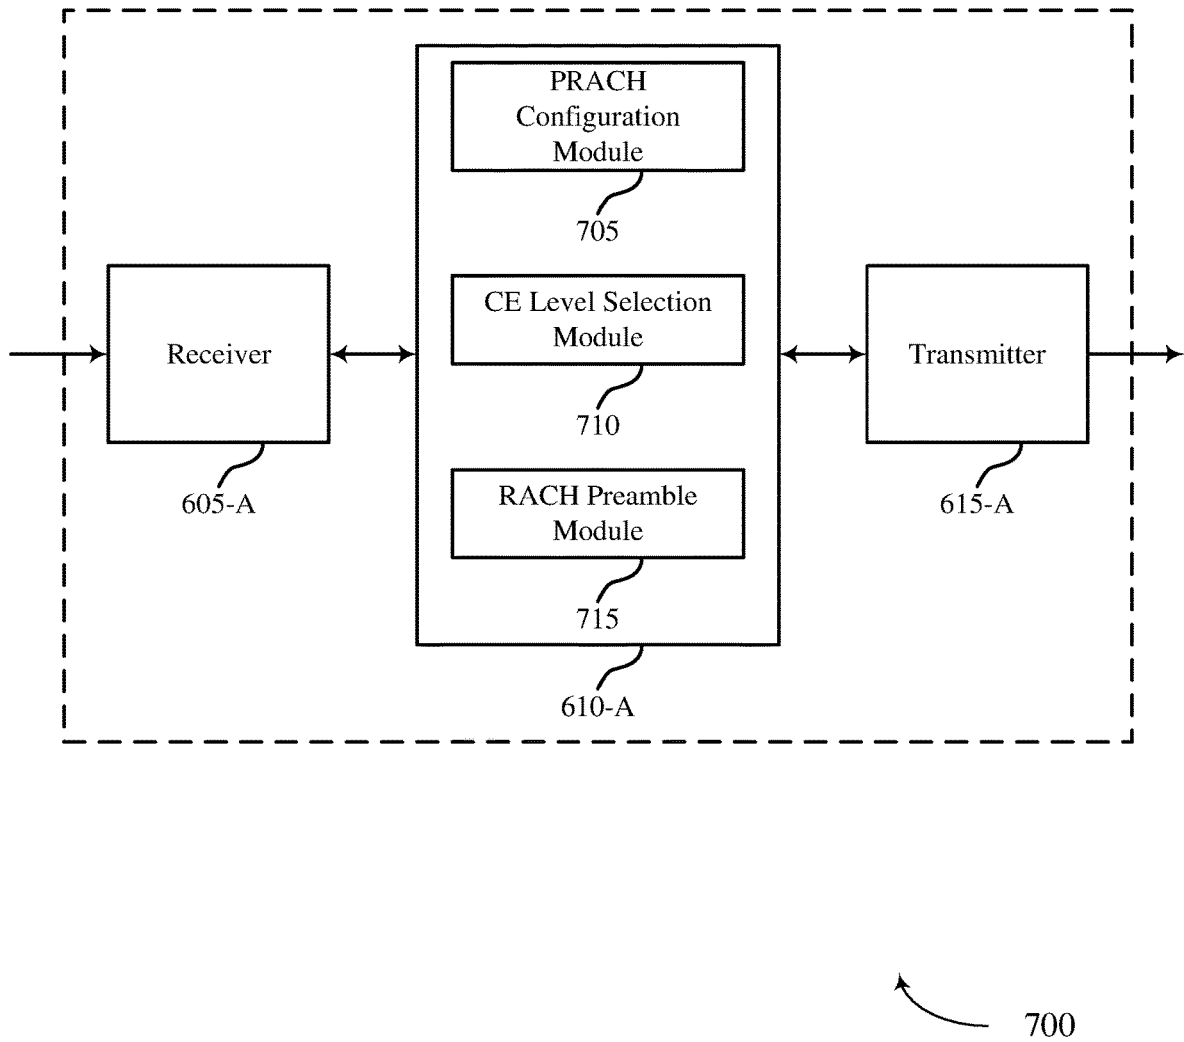 PRACH
Configuration
Module
705
CE Level Selection
Module
710
RACH Preamble
Module
715
610-A
Receiver
605-A
Transmitter
615-A
700